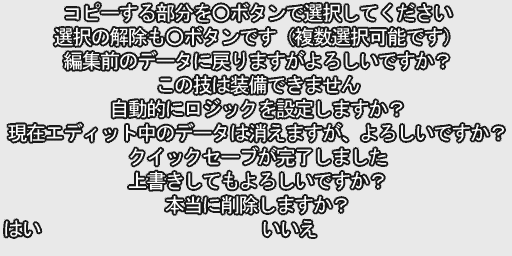 コピーする部分を○ボタンで選択してください
選択の解除も○ボタンです（複数選択可能です）
編集前のデータに戻りますがよろしいですか？
この技は装備できません
自動的にロジックを設定しますか？
現在エディット中のデータは消えますが、よろしいですか？
クイックセーブが完了しました
上書きしてもよろしいですか？
本当に削除しますか？
はい いいえ